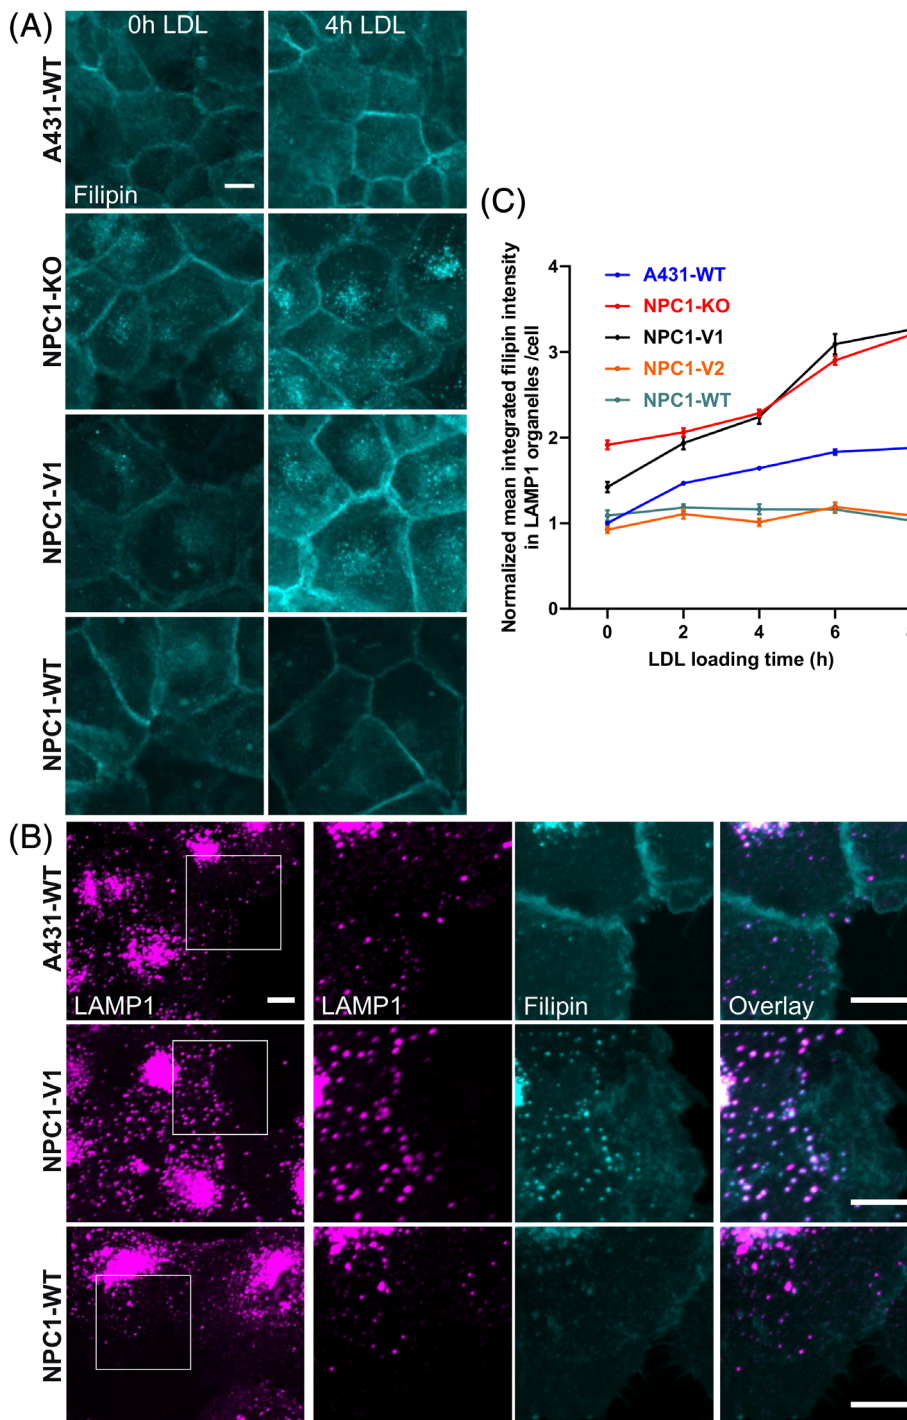 (A)
0h LDL
4h LDL
A431-WT
Filipin
NPC1-KO
NPC1-V1
NPC1-WT
(C)
Normalized mean integrated filipin intensity
in LAMP1 organelles /cell
4
3
2
1
0
A431-WT
NPC1-KO
NPC1-V1
NPC1-V2
NPC1-WT
0
2
4
6
LDL loading time (h)
(B)
A431-WT
LAMP1
LAMP1
Filipin
Overlay
NPC1-V1
NPC1-WT